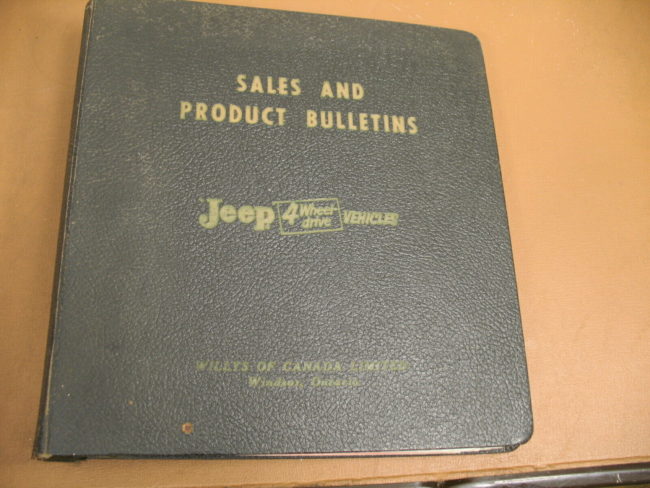 SALES AND
PRODUCT BULLETINS
Jeep 4 Wheel drive VEHICLES
WILLYS OF CANADA LIMITED
Windsor, Ontario